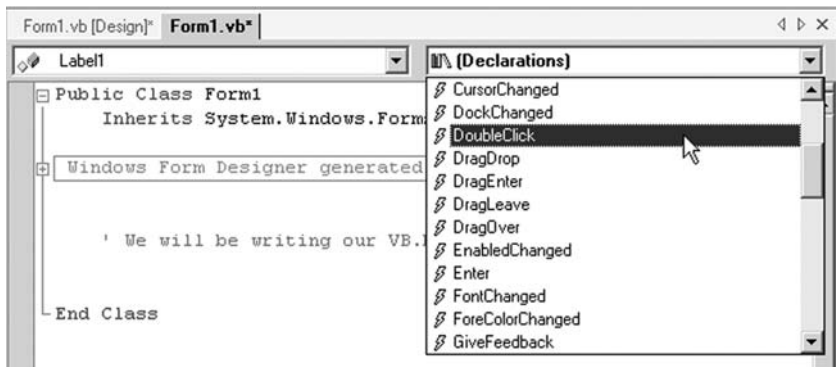 Form1.vb [Design]* Form1.vb*
Label1
(Declarations)
Public Class Form1
Inherits System.Windows.Form
Windows Form Designer generated
' We will be writing our VB.
End Class
CursorChanged
DockChanged
DoubleClick
DragDrop
DragEnter
DragLeave
DragOver
EnabledChanged
Enter
FontChanged
ForeColorChanged
GiveFeedback